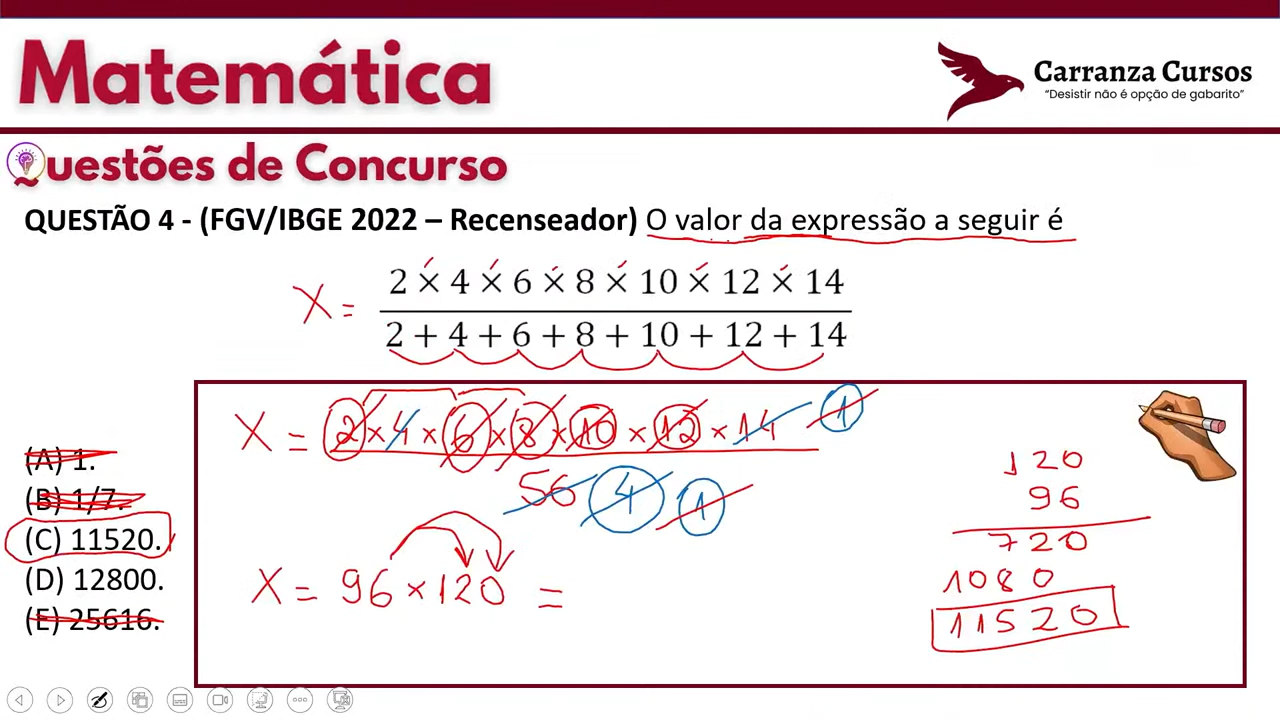 Matemática
Carranza Cursos
“Desistir não é opção de gabarito”
Questões de Concurso
QUESTÃO 4 - (FGV/IBGE 2022 – Recenseador) O valor da expressão a seguir é
X = 2 × 4 × 6 × 8 × 10 × 12 × 14
2 + 4 + 6 + 8 + 10 + 12 + 14
X = 2 × 4 × 6 × 8 × 10 × 12 × 14 1
56 4 1
(A) 1.
(B) 1/7.
(C) 11520.
(D) 12800.
(E) 25616.
X = 96 × 120 =
120
96
720
1080
11520